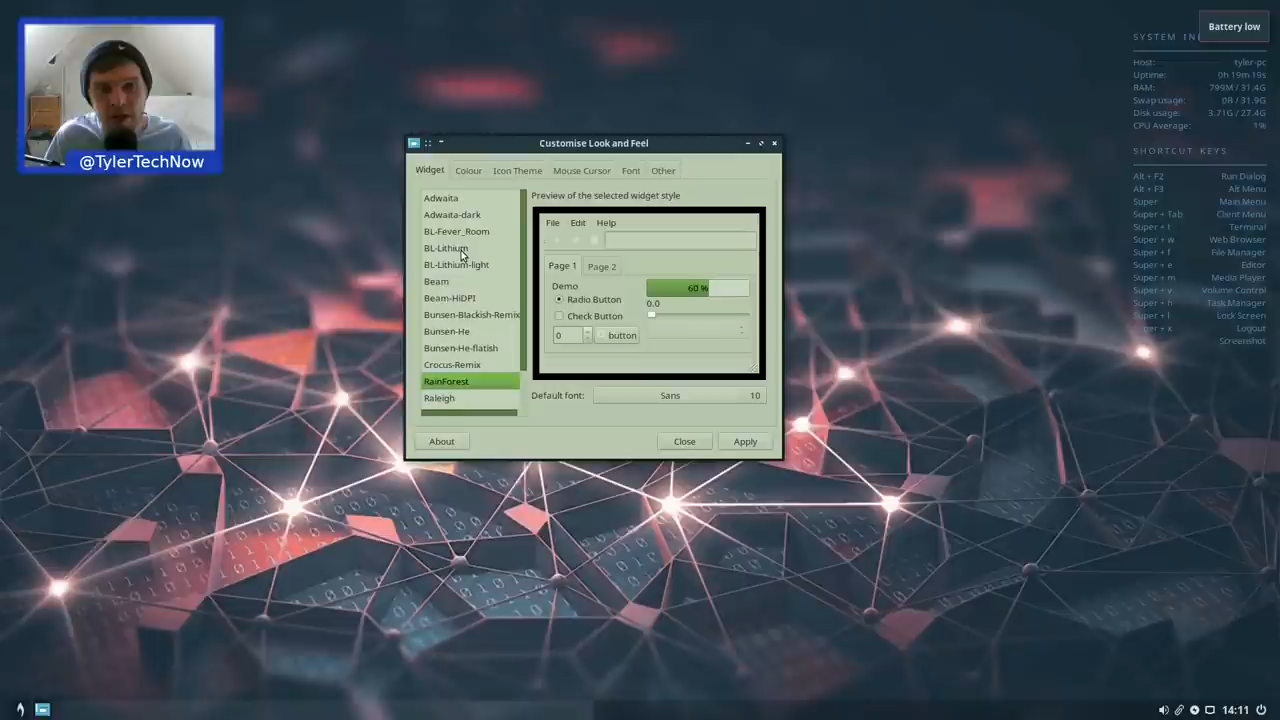 Battery low
SYSTEM IN
Host: tyler-pc
Uptime: 0h 19m 19s
RAM: 799M / 31.4G
Swap usage: 0B / 31.9G
Disk usage: 3.71G / 27.4G
CPU Average: 1%
SHORTCUT KEYS
Alt + F2 Run Dialog
Alt + F3 Alt Menu
Super Main Menu
Super + Tab Client Menu
Super + t Terminal
Super + w Web Browser
Super + f File Manager
Super + e Editor
Super + m Media Player
Super + v Volume Control
Super + h Task Manager
Super + l Lock Screen
+ x Logout
Screenshot
@TylerTechNow
Customise Look and Feel
Widget Colour Icon Theme Mouse Cursor Font Other
Adwaita
Adwaita-dark
BL-Fever_Room
BL-Lithium
BL-Lithium-light
Beam
Beam-HiDPI
Bunsen-Blackish-Remix
Bunsen-He
Bunsen-He-flatish
Crocus-Remix
RainForest
Raleigh
Preview of the selected widget style
File Edit Help
Page 1 Page 2
Demo
60 %
Radio Button
0.0
Check Button
0 button
Default font: Sans 10
About Close Apply
14:11